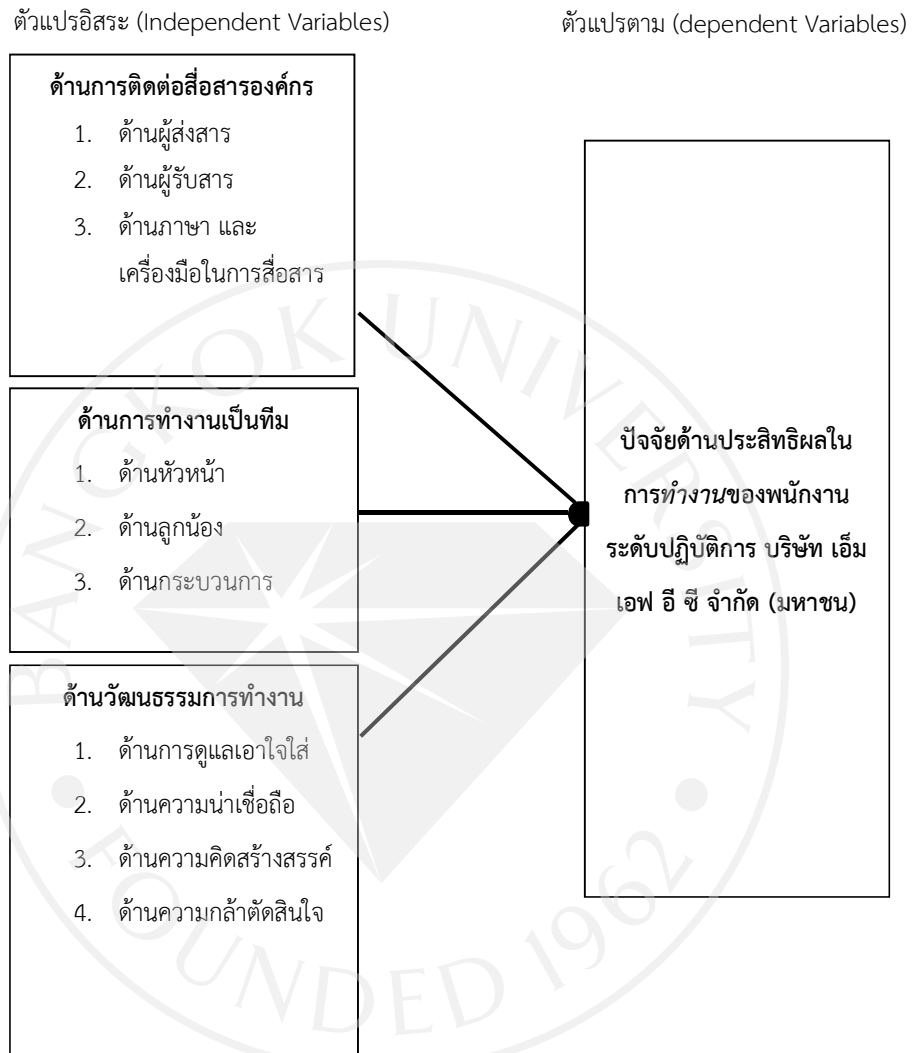 ตัวแปรอิสระ (Independent Variables)
ตัวแปรตาม (dependent Variables)
ด้านการติดต่อสื่อสารองค์กร
1. ด้านผู้ส่งสาร
2. ด้านผู้รับสาร
3. ด้านภาษา และ
เครื่องมือในการสื่อสาร
ด้านการทำงานเป็นทีม
1. ด้านหัวหน้า
2. ด้านลูกน้อง
3. ด้านกระบวนการ
ด้านวัฒนธรรมการทำงาน
1. ด้านการดูแลเอาใจใส่
2. ด้านความน่าเชื่อถือ
3. ด้านความคิดสร้างสรรค์
4. ด้านความกล้าตัดสินใจ
ปัจจัยด้านประสิทธิผลใน
การทำงานของพนักงาน
ระดับปฏิบัติการ บริษัท เอ็ม
เอฟ อี ซี จำกัด (มหาชน)
BANGKOK UNIVERSITY
FOUNDED 1962